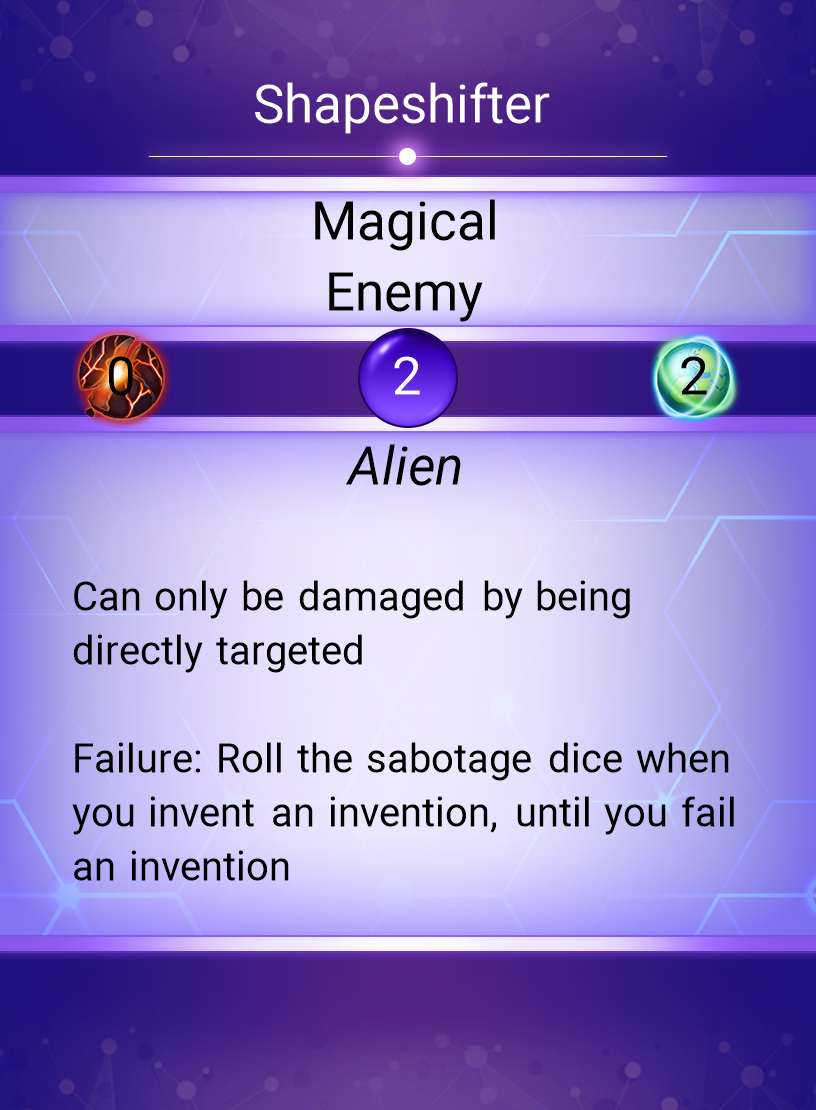 Shapeshifter
Magical
Enemy
0 2 2
Alien
Can only be damaged by being
directly targeted
Failure: Roll the sabotage dice when
you invent an invention, until you fail
an invention